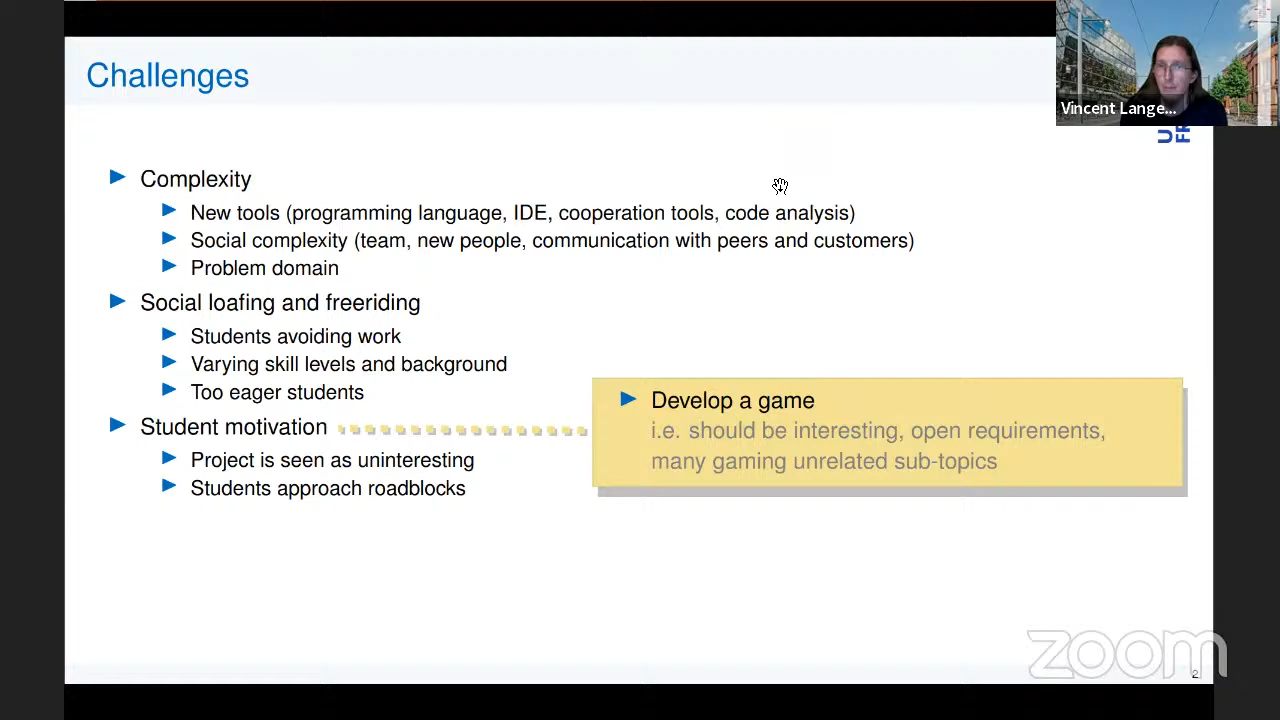 Challenges
Vincent Lange...
U
FR
Complexity
New tools (programming language, IDE, cooperation tools, code analysis)
Social complexity (team, new people, communication with peers and customers)
Problem domain
Social loafing and freeriding
Students avoiding work
Varying skill levels and background
Too eager students
Student motivation
Project is seen as uninteresting
Students approach roadblocks
Develop a game
i.e. should be interesting, open requirements,
many gaming unrelated sub-topics
zoom
2